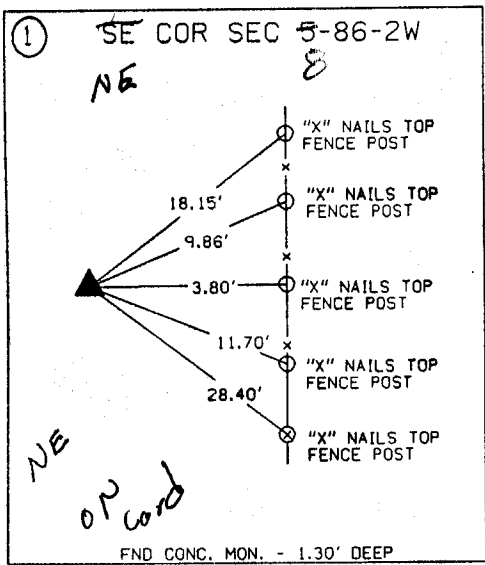 1 SE COR SEC 5-86-2W
NE 8
"X" NAILS TOP
FENCE POST
18.15'
"X" NAILS TOP
FENCE POST
9.86'
3.80'
"X" NAILS TOP
FENCE POST
11.70'
"X" NAILS TOP
FENCE POST
28.40'
"X" NAILS TOP
FENCE POST
NE
on card
FND CONC. MON. - 1.30' DEEP